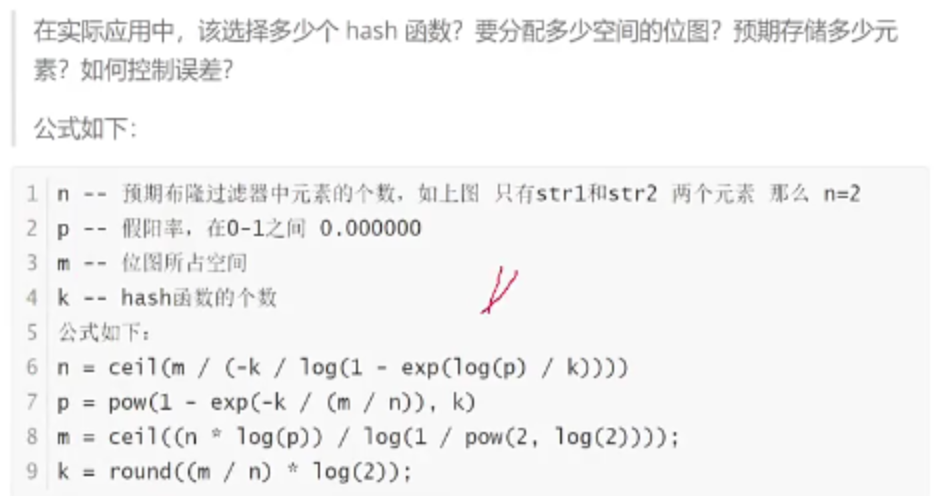 在实际应用中，该选择多少个 hash 函数？要分配多少空间的位图？预期存储多少元
素？如何控制误差？
公式如下：
1 n -- 预期布隆过滤器中元素的个数，如上图 只有str1和str2 两个元素 那么 n=2
2 p -- 假阳率，在0-1之间 0.000000
3 m -- 位图所占空间
4 k -- hash函数的个数
5 公式如下：
6 n = ceil(m / (-k / log(1 - exp(log(p) / k))))
7 p = pow(1 - exp(-k / (m / n)), k)
8 m = ceil((n * log(p)) / log(1 / pow(2, log(2))));
9 k = round((m / n) * log(2));